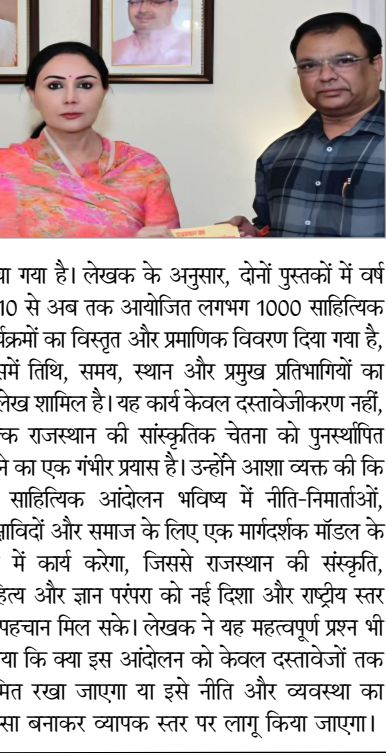 या गया है। लेखक के अनुसार, दोनों पुस्तकों में वर्ष
10 से अब तक आयोजित लगभग 1000 साहित्यिक
र्यक्रमों का विस्तृत और प्रमाणिक विवरण दिया गया है,
समें तिथि, समय, स्थान और प्रमुख प्रतिभागियों का
लेख शामिल है। यह कार्य केवल दस्तावेजीकरण नहीं,
राजस्थान की सांस्कृतिक चेतना को पुनर्स्थापित
ने का एक गंभीर प्रयास है। उन्होंने आशा व्यक्त की कि
साहित्यिक आंदोलन भविष्य में नीति-निमार्ताओं,
क्षाविदों और समाज के लिए एक मार्गदर्शक मॉडल के
में कार्य करेगा, जिससे राजस्थान की संस्कृति,
हित्य और ज्ञान परंपरा को नई दिशा और राष्ट्रीय स्तर
पहचान मिल सके। लेखक ने यह महत्वपूर्ण प्रश्न भी
या कि क्या इस आंदोलन को केवल दस्तावेजों तक
मित रखा जाएगा या इसे नीति और व्यवस्था का
सा बनाकर व्यापक स्तर पर लागू किया जाएगा।